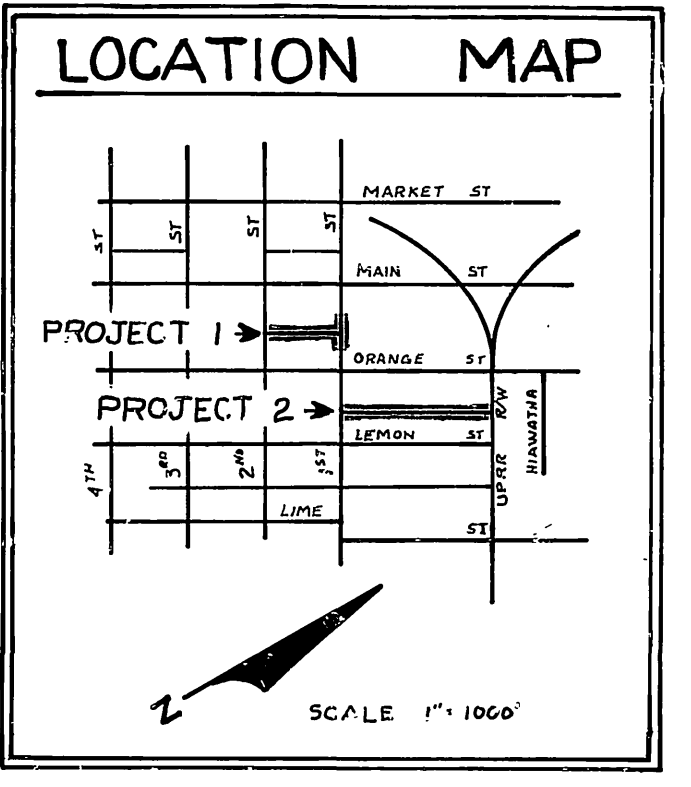 LOCATION MAP
MARKET ST
ST
ST
ST
ST
MAIN ST
PROJECT 1
ORANGE ST
PROJECT 2
R/W
HIAWATHA
LEMON ST
4TH
3RD
2ND
1ST
UPRR
LIME
ST
N
SCALE 1" = 1000'